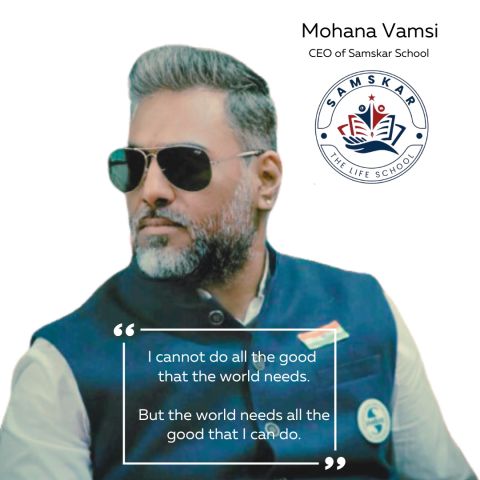 Mohana Vamsi
CEO of Samskar School
SAMSKAR
THE LIFE SCHOOL
“
I cannot do all the good
that the world needs.
But the world needs all the
good that I can do.
”